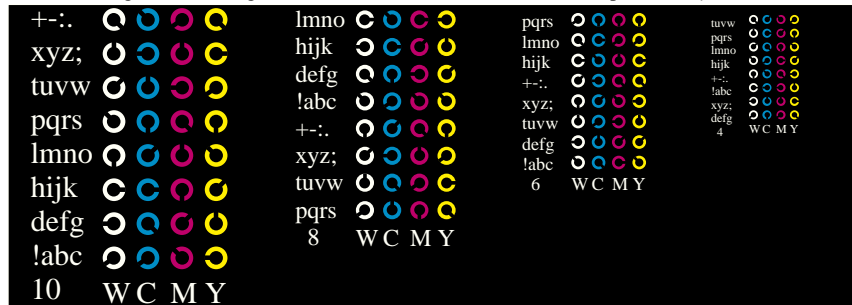 +-:.
xyz;
tuvw
pqrs
lmno
hijk
defg
!abc
10 W C M Y
lmno
hijk
defg
!abc
+-:.
xyz;
tuvw
pqrs
8 W C M Y
pqrs
lmno
hijk
+-:.
xyz;
tuvw
defg
!abc
6 W C M Y
tuvw
pqrs
lmno
hijk
+-:.
!abc
xyz;
defg
4 W C M Y